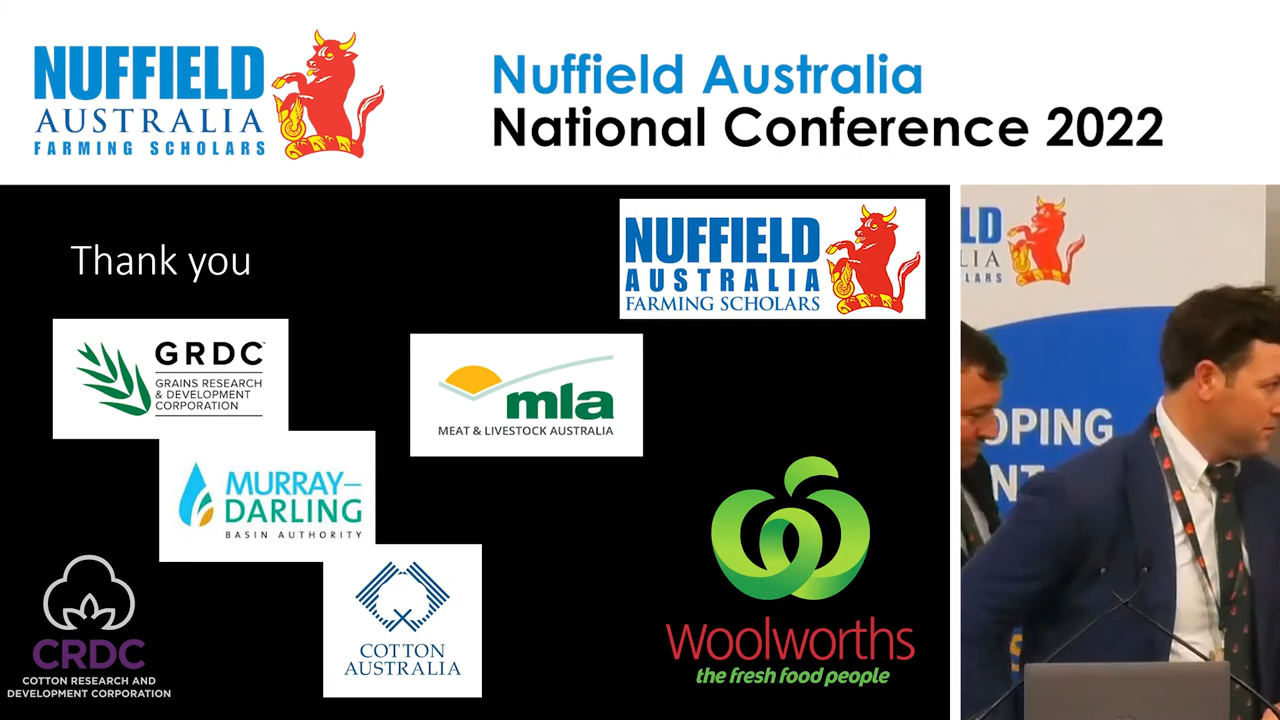 NUFFIELD
AUSTRALIA
FARMING SCHOLARS
Nuffield Australia
National Conference 2022
Thank you
NUFFIELD
AUSTRALIA
FARMING SCHOLARS
GRDC™
GRAINS RESEARCH
& DEVELOPMENT
CORPORATION
mla
MEAT & LIVESTOCK AUSTRALIA
MURRAY–
DARLING
BASIN AUTHORITY
CRDC
COTTON RESEARCH AND
DEVELOPMENT CORPORATION
COTTON
AUSTRALIA
Woolworths
the fresh food people
LD
LIA
LARS
OPING
NT